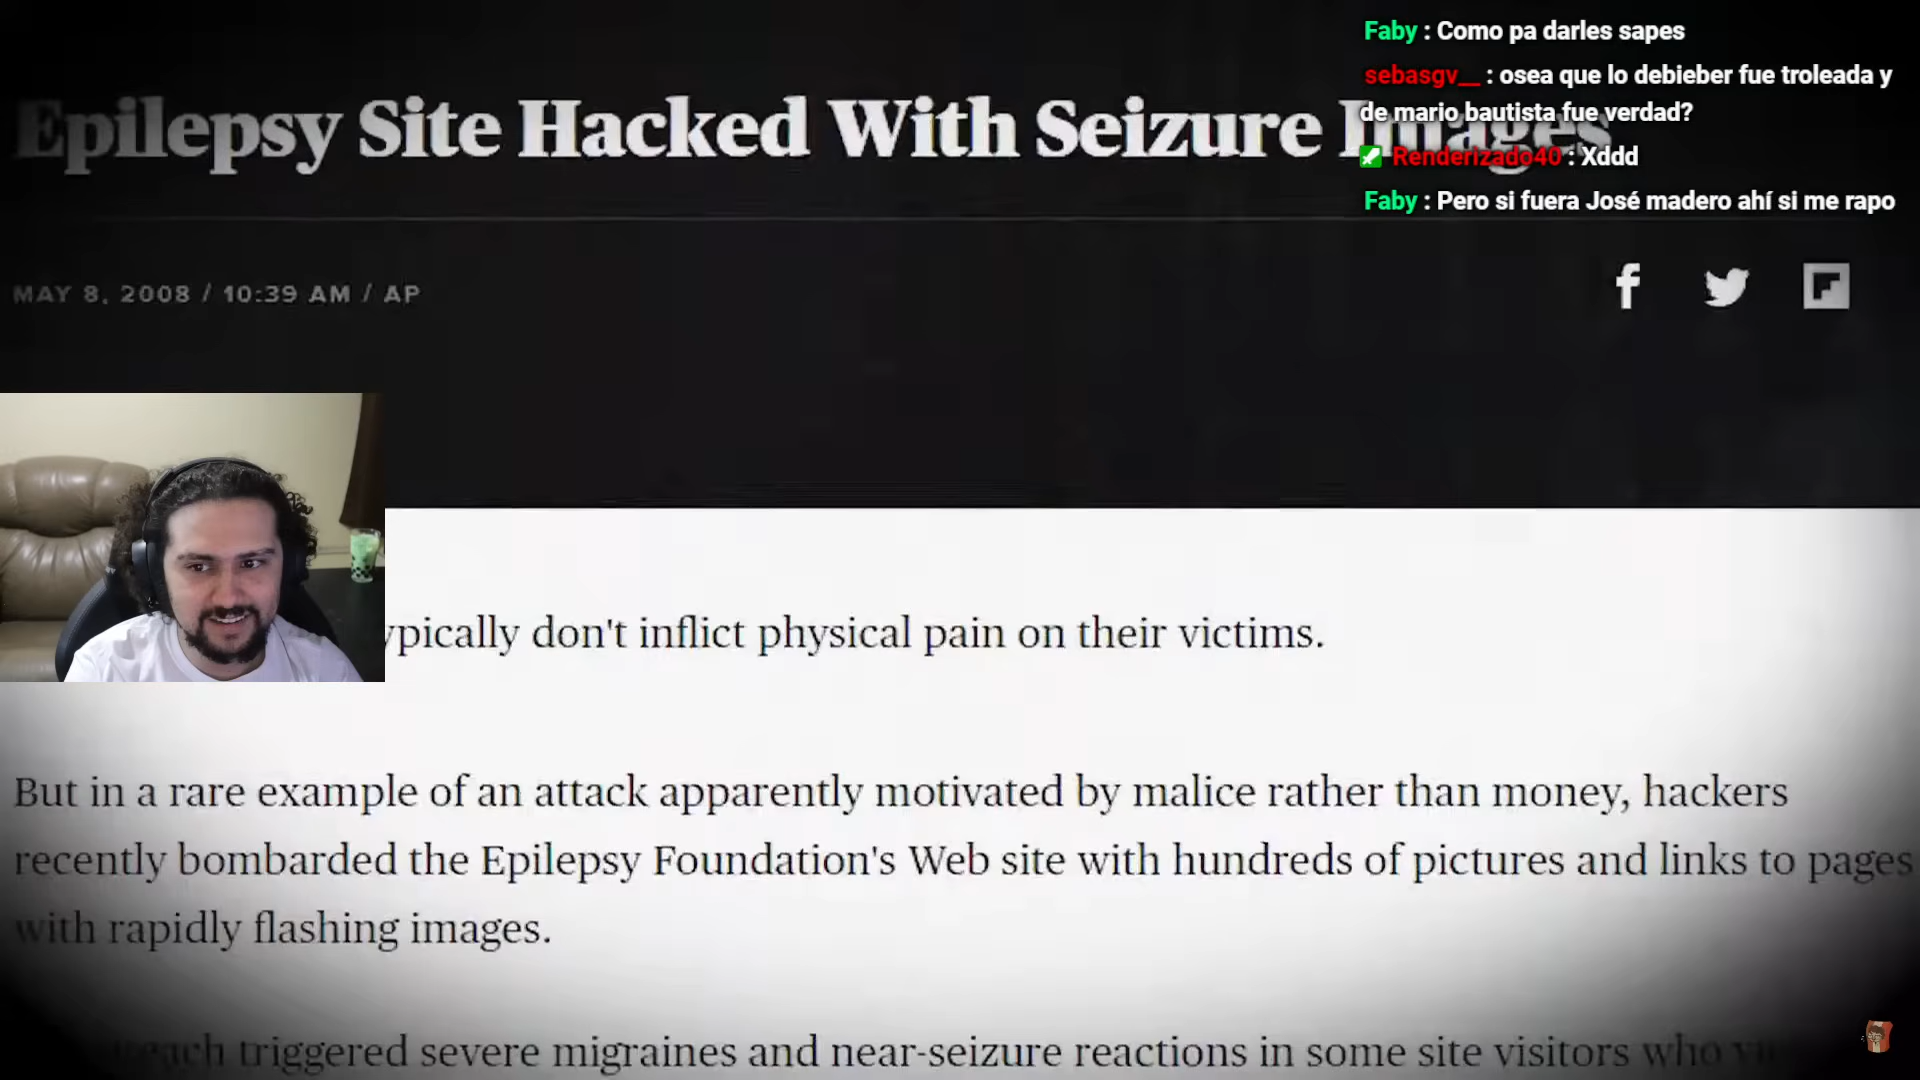 Faby : Como pa darles sapes
sebasgv__ : osea que lo debieber fue troleada y
de mario bautista fue verdad?
Renderizado40 : Xddd
Faby : Pero si fuera José madero ahí si me rapo
Epilepsy Site Hacked With Seizure Images
MAY 8, 2008 / 10:39 AM / AP
ypically don't inflict physical pain on their victims.
But in a rare example of an attack apparently motivated by malice rather than money, hackers
recently bombarded the Epilepsy Foundation's Web site with hundreds of pictures and links to pages
with rapidly flashing images.
triggered severe migraines and near-seizure reactions in some site visitors who